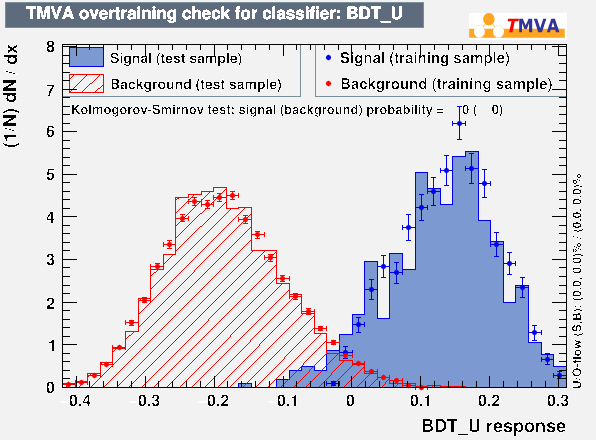 TMVA overtraining check for classifier: BDT_U
TMVA
(1/N) dN / dx
Signal (test sample)
Background (test sample)
Signal (training sample)
Background (training sample)
Kolmogorov-Smirnov test: signal (background) probability = 0 ( 0)
8
7
6
5
4
3
2
1
0
−0.4 −0.3 −0.2 −0.1 0 0.1 0.2 0.3
BDT_U response
U/O-flow (S,B): (0.0, 0.0)% / (0.0, 0.0)%